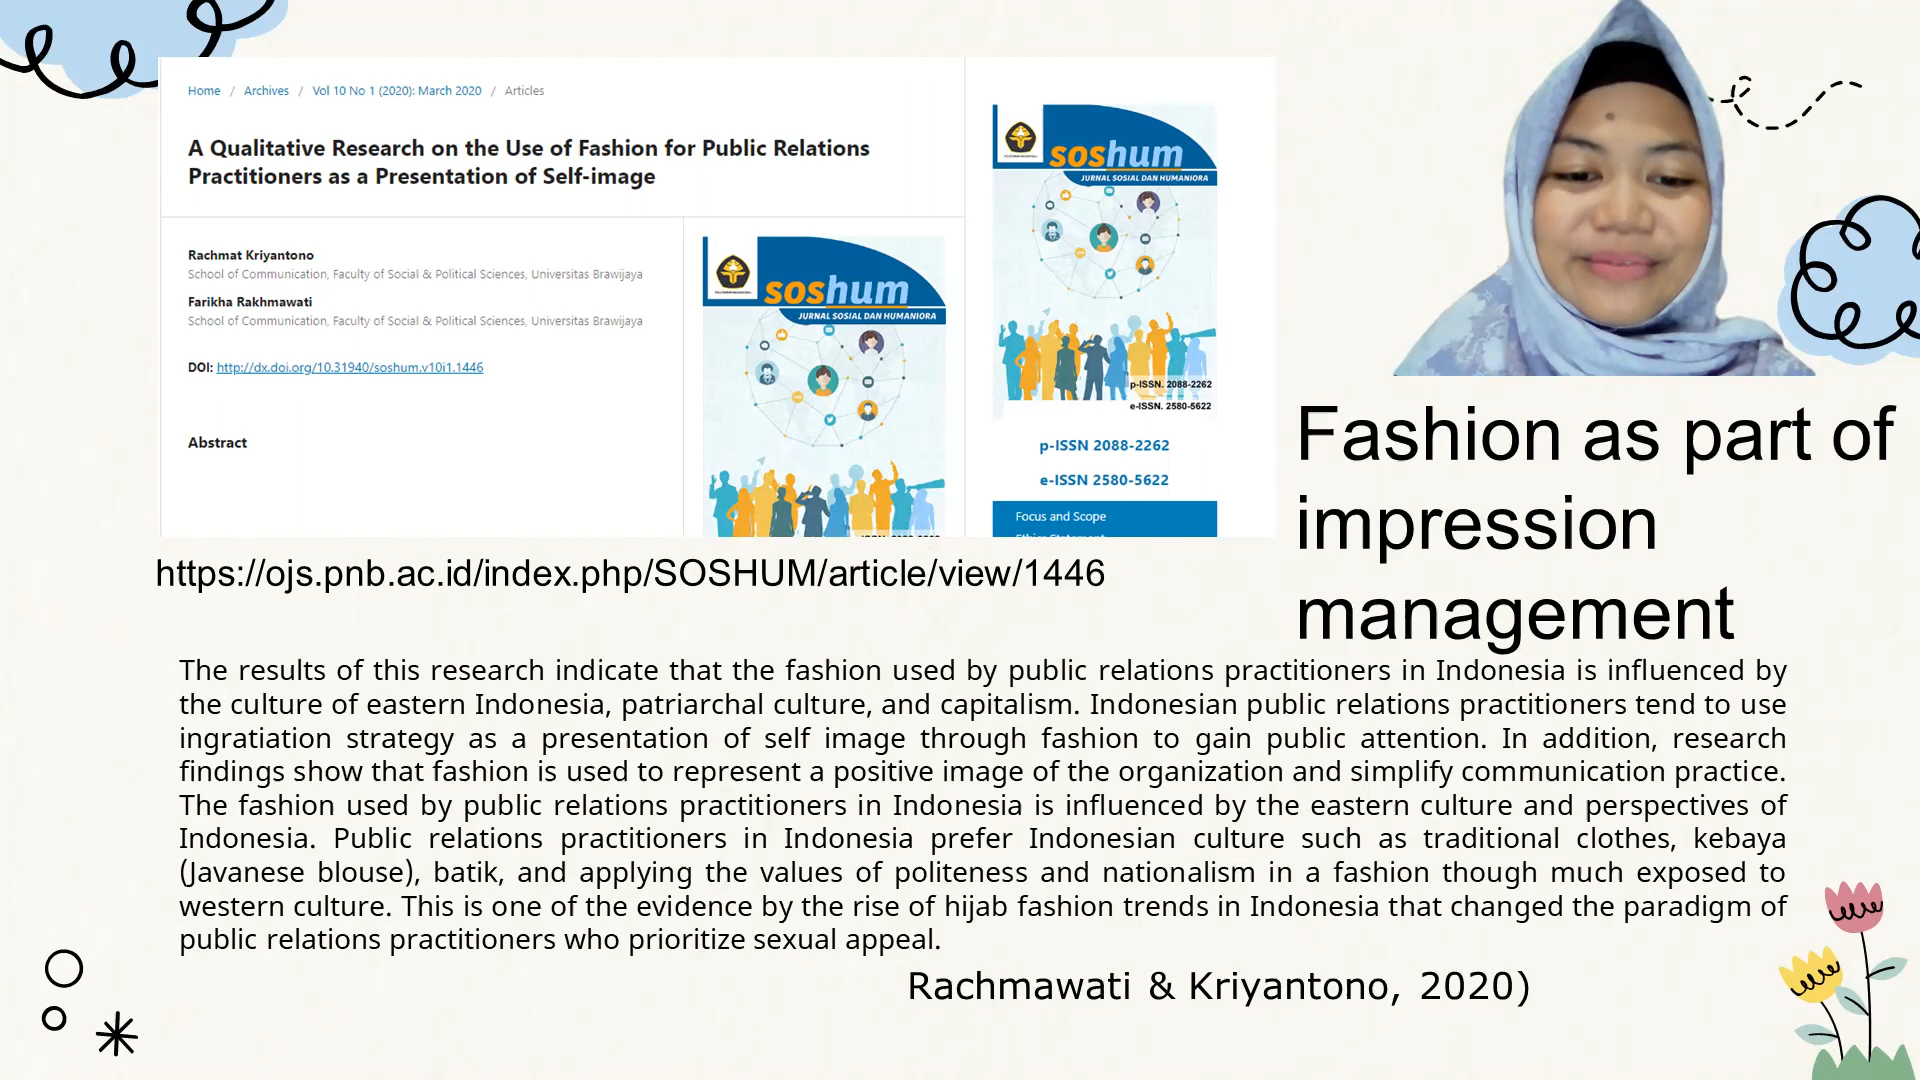 Home / Archives / Vol 10 No 1 (2020): March 2020 / Articles
A Qualitative Research on the Use of Fashion for Public Relations
Practitioners as a Presentation of Self-image
Rachmat Kriyantono
School of Communication, Faculty of Social & Political Sciences, Universitas Brawijaya
Farikha Rakhmawati
School of Communication, Faculty of Social & Political Sciences, Universitas Brawijaya
DOI: http://dx.doi.org/10.31940/soshum.v10i1.1446
Abstract
soshum
JURNAL SOSIAL DAN HUMANIORA
soshum
JURNAL SOSIAL DAN HUMANIORA
p-ISSN. 2088-2262
e-ISSN. 2580-5622
p-ISSN 2088-2262
e-ISSN 2580-5622
Focus and Scope
https://ojs.pnb.ac.id/index.php/SOSHUM/article/view/1446
Fashion as part of
impression
management
The results of this research indicate that the fashion used by public relations practitioners in Indonesia is influenced by
the culture of eastern Indonesia, patriarchal culture, and capitalism. Indonesian public relations practitioners tend to use
ingratiation strategy as a presentation of self image through fashion to gain public attention. In addition, research
findings show that fashion is used to represent a positive image of the organization and simplify communication practice.
The fashion used by public relations practitioners in Indonesia is influenced by the eastern culture and perspectives of
Indonesia. Public relations practitioners in Indonesia prefer Indonesian culture such as traditional clothes, kebaya
(Javanese blouse), batik, and applying the values of politeness and nationalism in a fashion though much exposed to
western culture. This is one of the evidence by the rise of hijab fashion trends in Indonesia that changed the paradigm of
public relations practitioners who prioritize sexual appeal.
Rachmawati & Kriyantono, 2020)